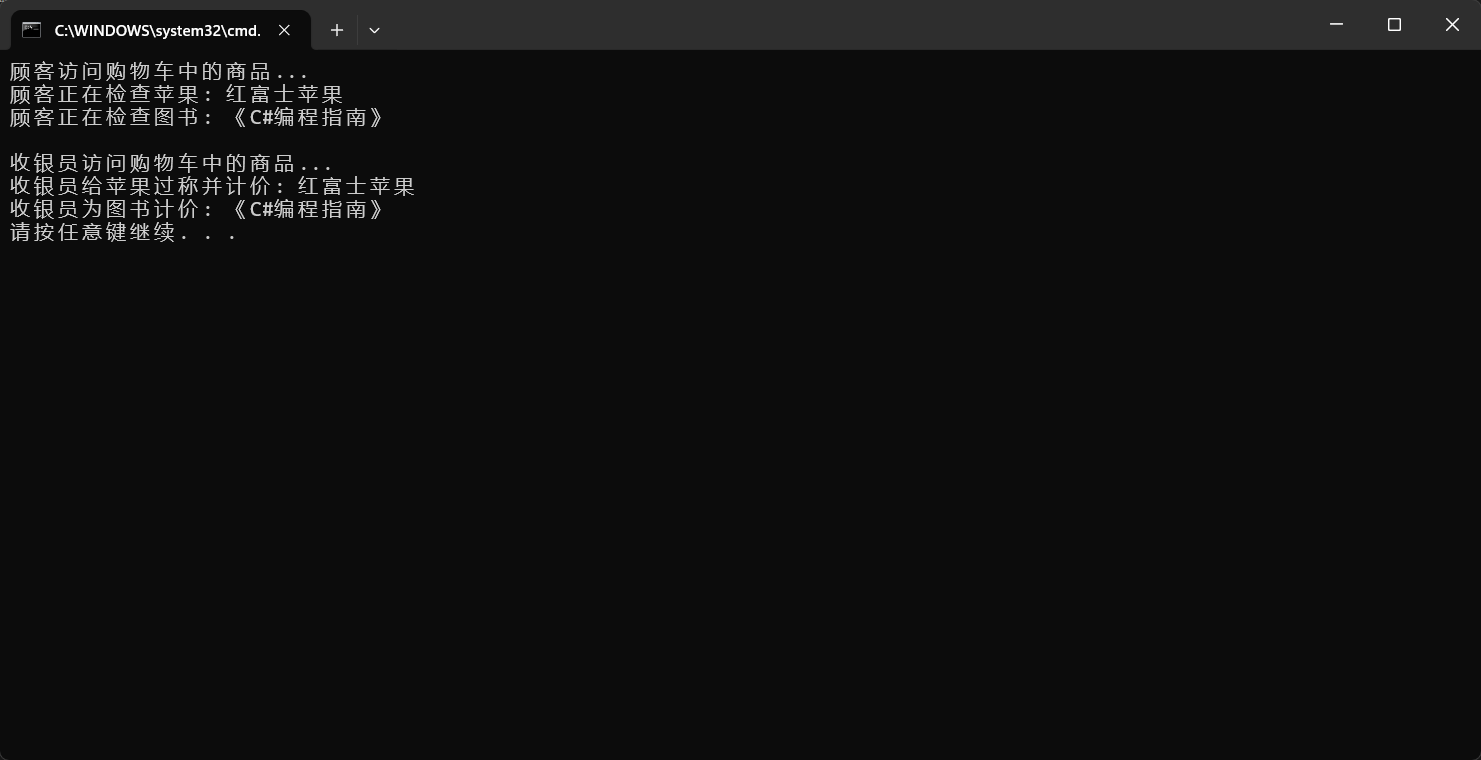 C:\WINDOWS\system32\cmd.
顾客访问购物车中的商品...
顾客正在检查苹果: 红富士苹果
顾客正在检查图书: 《C#编程指南》
收银员访问购物车中的商品...
收银员给苹果过称并计价: 红富士苹果
收银员为图书计价: 《C#编程指南》
请按任意键继续. . .